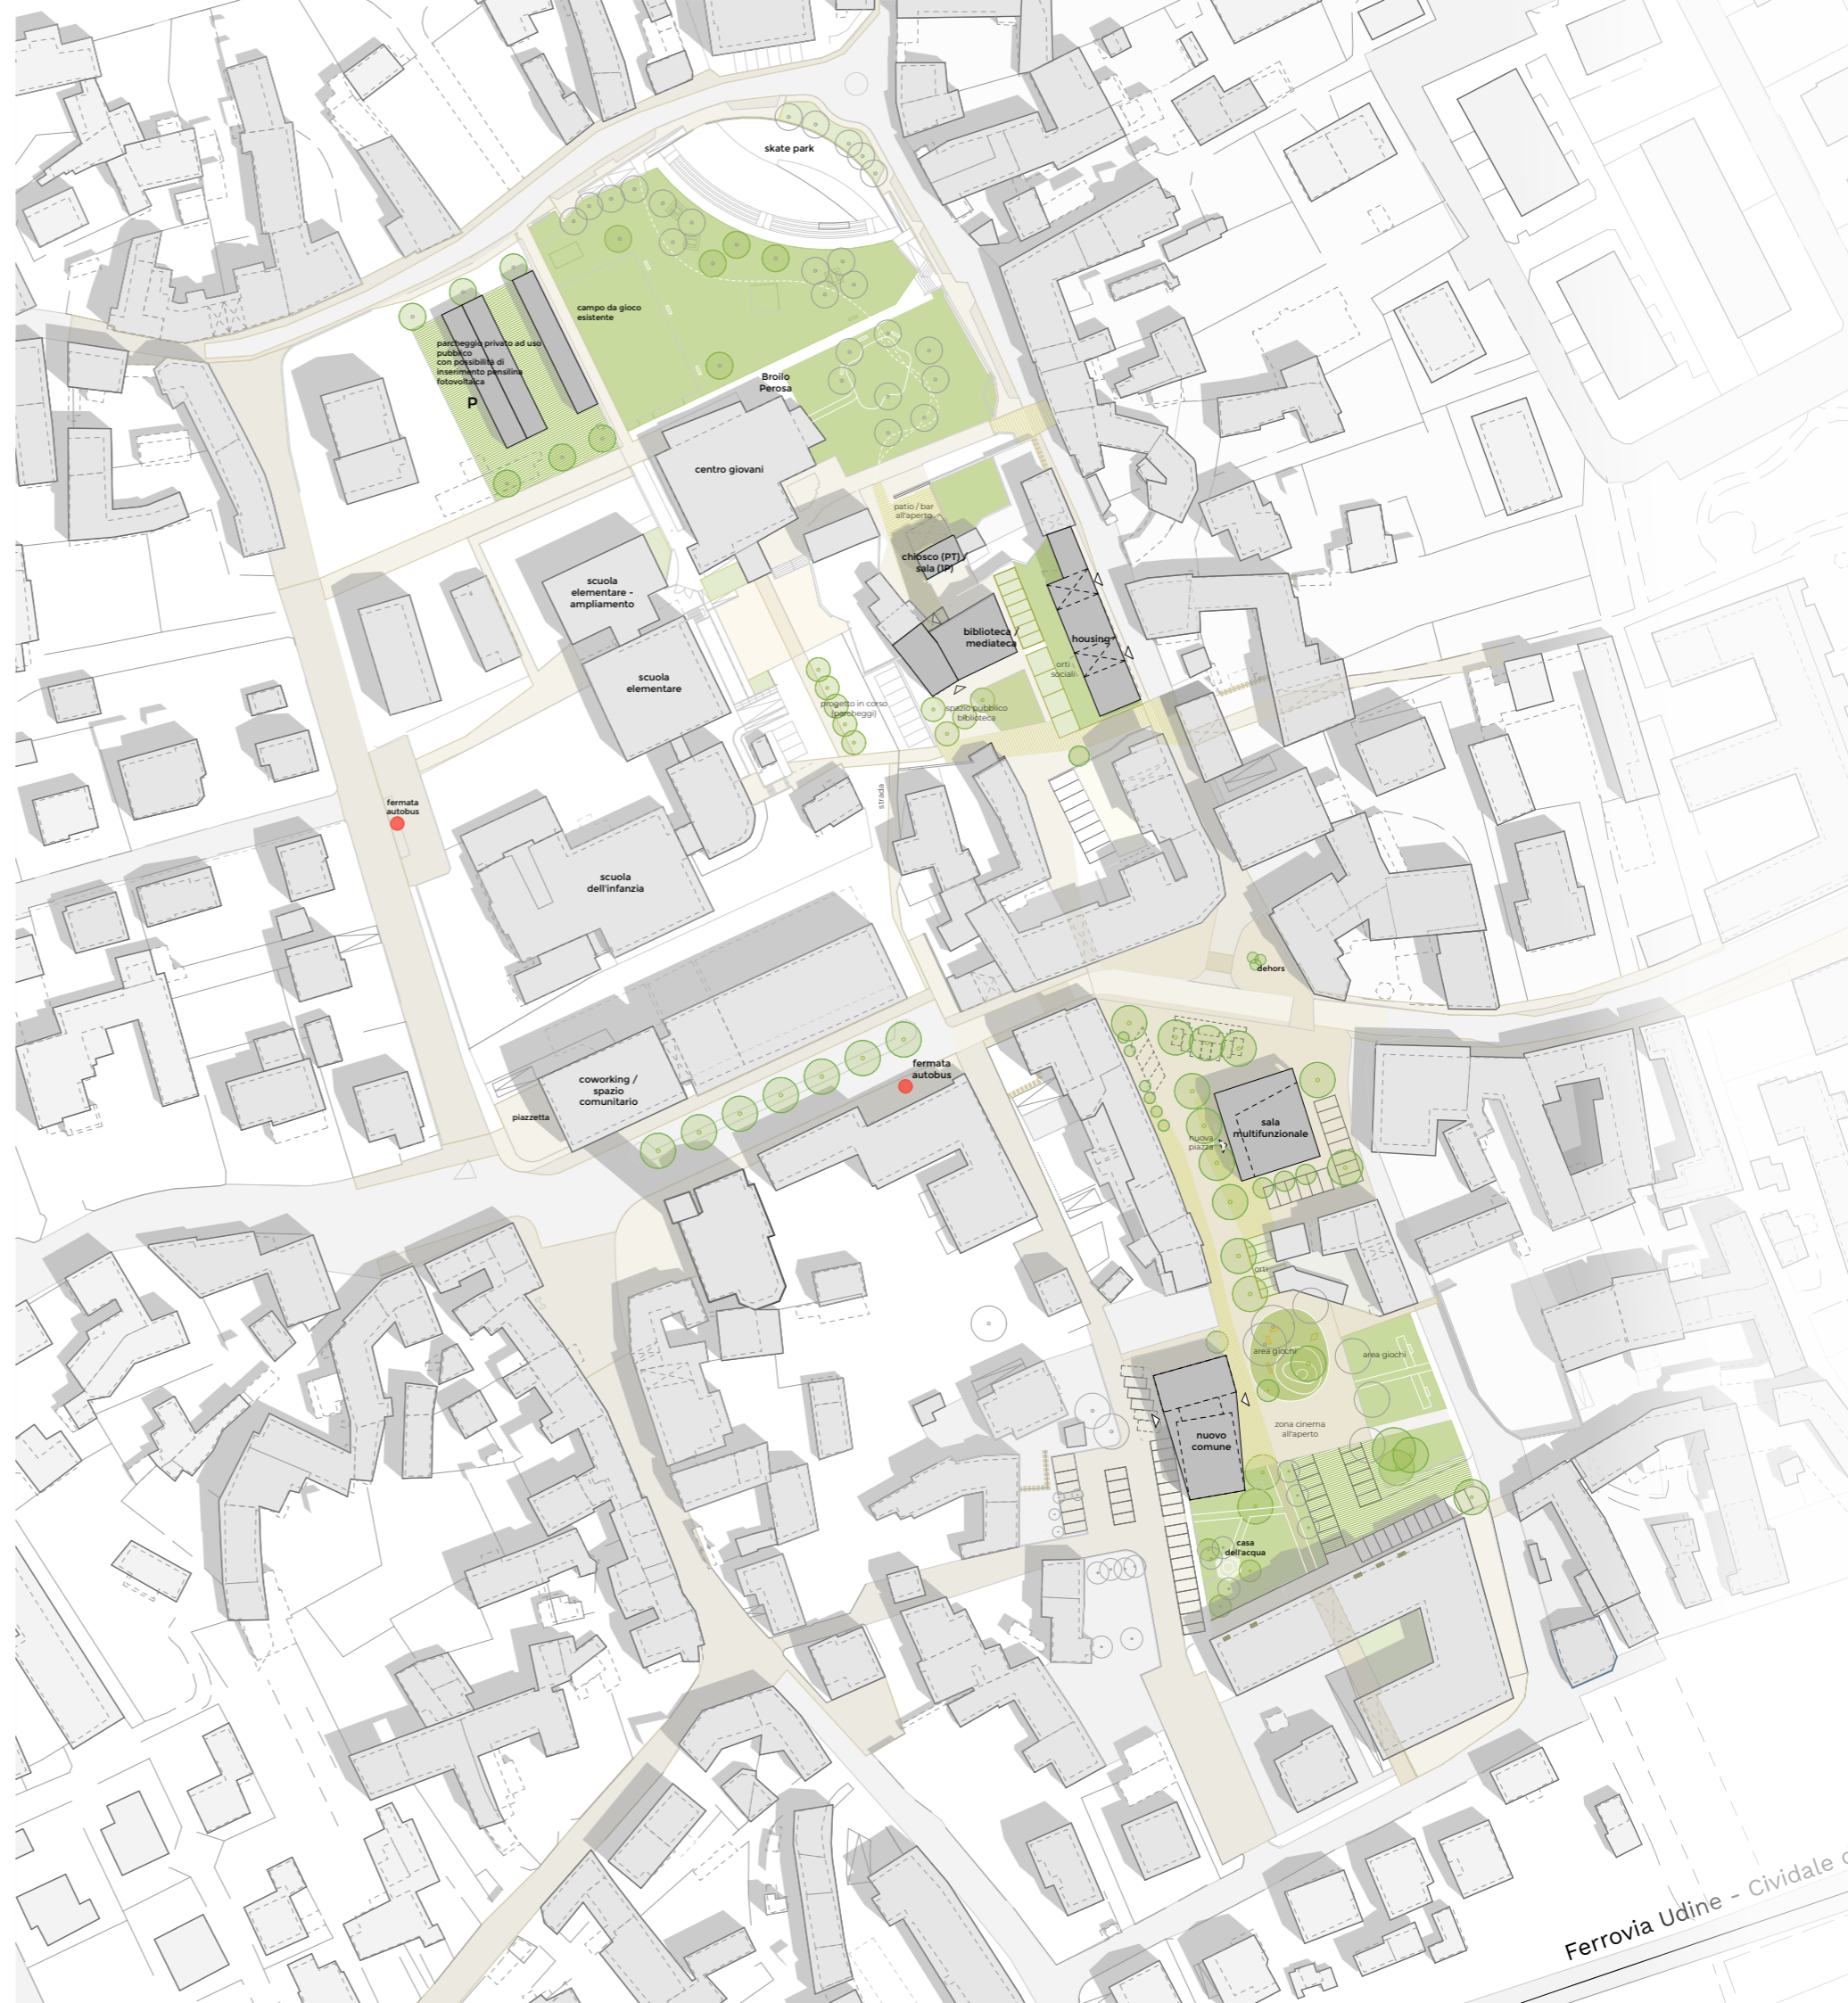 skate park
campo da gioco
esistente
parcheggio privato ad uso
pubblico
con possibilità di
inserimento pensilina
fotovoltaica
P
Broilo
Perosa
centro giovani
patio / bar
all'aperto
chiosco (PT) /
sala (1P)
scuola
elementare -
ampliamento
biblioteca /
mediateca
housing
orti
sociali
scuola
elementare
progetto in corso
(parcheggi)
spazio pubblico
biblioteca
strada
fermata
autobus
scuola
dell'infanzia
dehors
fermata
autobus
coworking /
spazio
comunitario
piazzetta
sala
multifunzionale
nuova
piazza
orti
area giochi
area giochi
zona cinema
all'aperto
nuovo
comune
casa
dell'acqua
Ferrovia Udine - Cividale